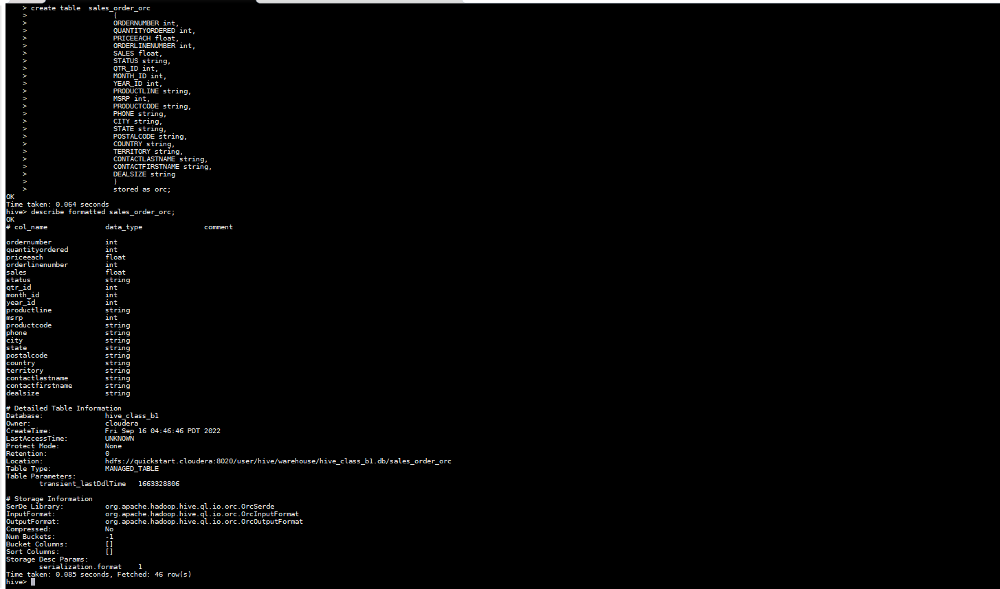 > create table  sales_order_orc
> (
> ORDERNUMBER int,
> QUANTITYORDERED int,
> PRICEEACH float,
> ORDERLINENUMBER int,
> SALES float,
> STATUS string,
> QTR_ID int,
> MONTH_ID int,
> YEAR_ID int,
> PRODUCTLINE string,
> MSRP int,
> PRODUCTCODE string,
> PHONE string,
> CITY string,
> STATE string,
> POSTALCODE string,
> COUNTRY string,
> TERRITORY string,
> CONTACTLASTNAME string,
> CONTACTFIRSTNAME string,
> DEALSIZE string
> )
> stored as orc;
OK
Time taken: 0.064 seconds
hive> describe formatted sales_order_orc;
OK
# col_name data_type comment
ordernumber int
quantityordered int
priceeach float
orderlinenumber int
sales float
status string
qtr_id int
month_id int
year_id int
productline string
msrp int
productcode string
phone string
city string
state string
postalcode string
country string
territory string
contactlastname string
contactfirstname string
dealsize string
# Detailed Table Information
Database: hive_class_b1
Owner: cloudera
CreateTime: Fri Sep 16 04:46:46 PDT 2022
LastAccessTime: UNKNOWN
Protect Mode: None
Retention: 0
Location: hdfs://quickstart.cloudera:8020/user/hive/warehouse/hive_class_b1.db/sales_order_orc
Table Type: MANAGED_TABLE
Table Parameters:
transient_lastDdlTime 1663328806
# Storage Information
SerDe Library: org.apache.hadoop.hive.ql.io.orc.OrcSerde
InputFormat: org.apache.hadoop.hive.ql.io.orc.OrcInputFormat
OutputFormat: org.apache.hadoop.hive.ql.io.orc.OrcOutputFormat
Compressed: No
Num Buckets: -1
Bucket Columns: []
Sort Columns: []
Storage Desc Params:
serialization.format 1
Time taken: 0.085 seconds, Fetched: 46 row(s)
hive>